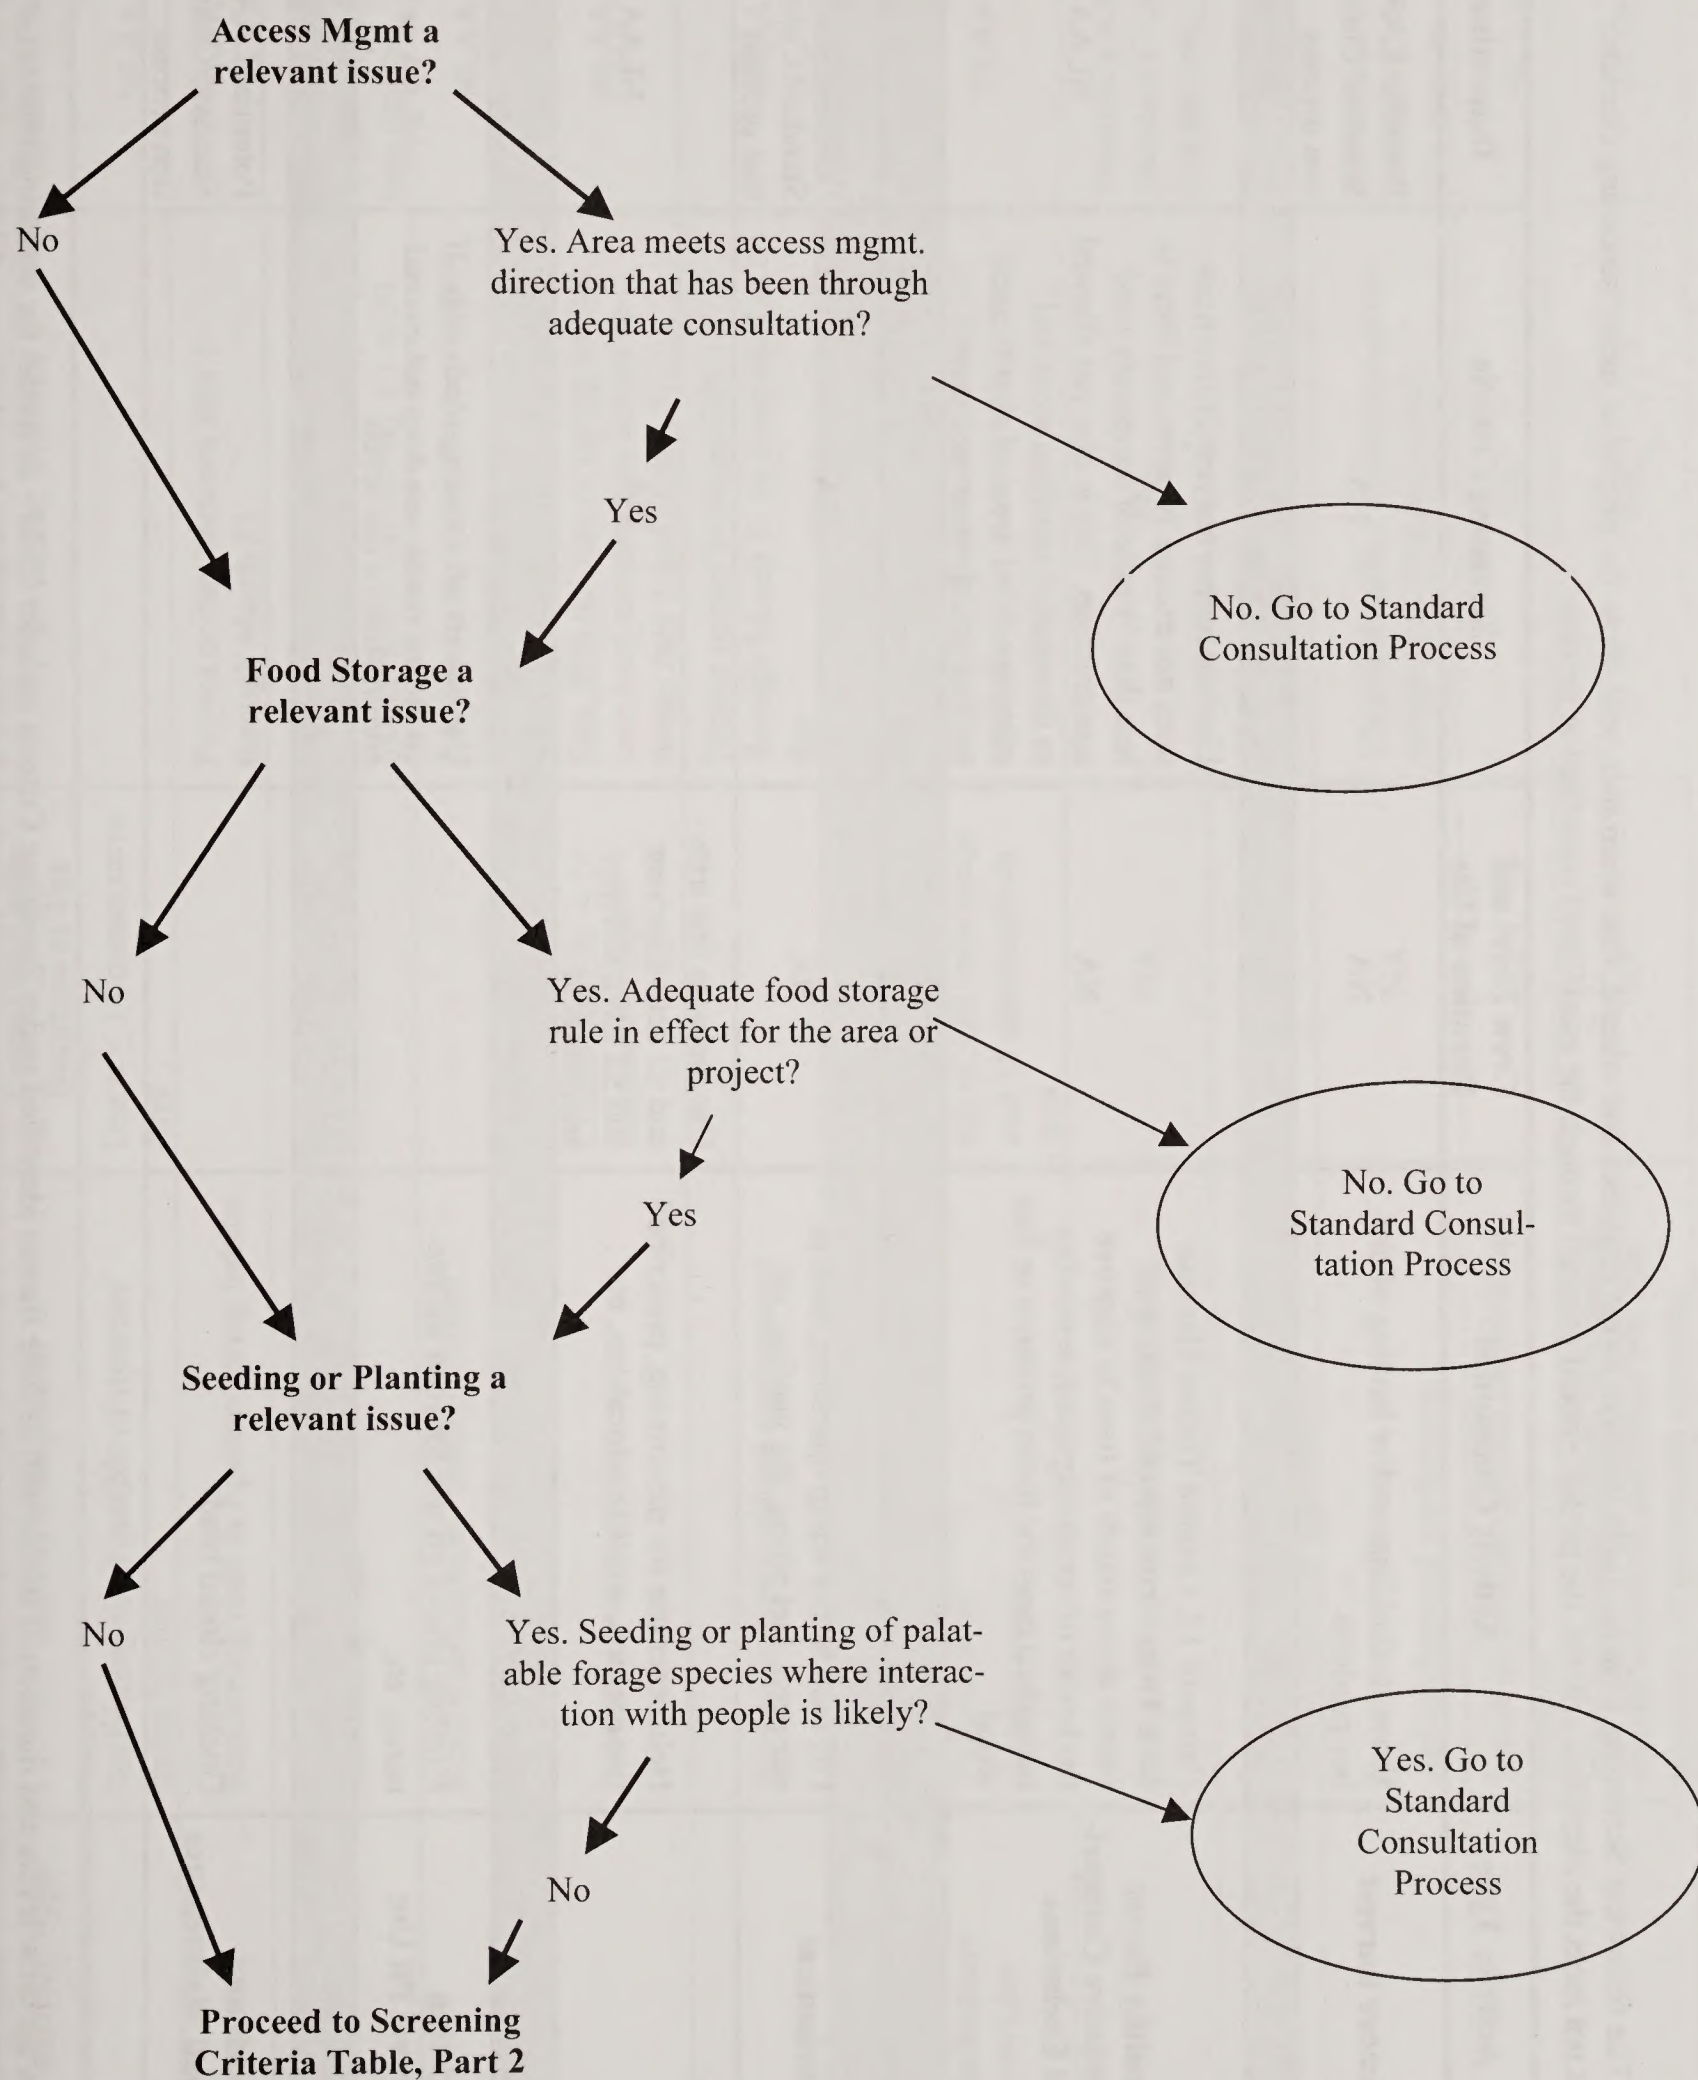 Access Mgmt a
relevant issue?
No
Yes. Area meets access mgmt.
direction that has been through
adequate consultation?
Yes
No. Go to Standard
Consultation Process
Food Storage a
relevant issue?
No
Yes. Adequate food storage
rule in effect for the area or
project?
Yes
No. Go to
Standard Consul-
tation Process
Seeding or Planting a
relevant issue?
No
Yes. Seeding or planting of palat-
able forage species where interac-
tion with people is likely?
No
Yes. Go to
Standard
Consultation
Process
Proceed to Screening
Criteria Table, Part 2